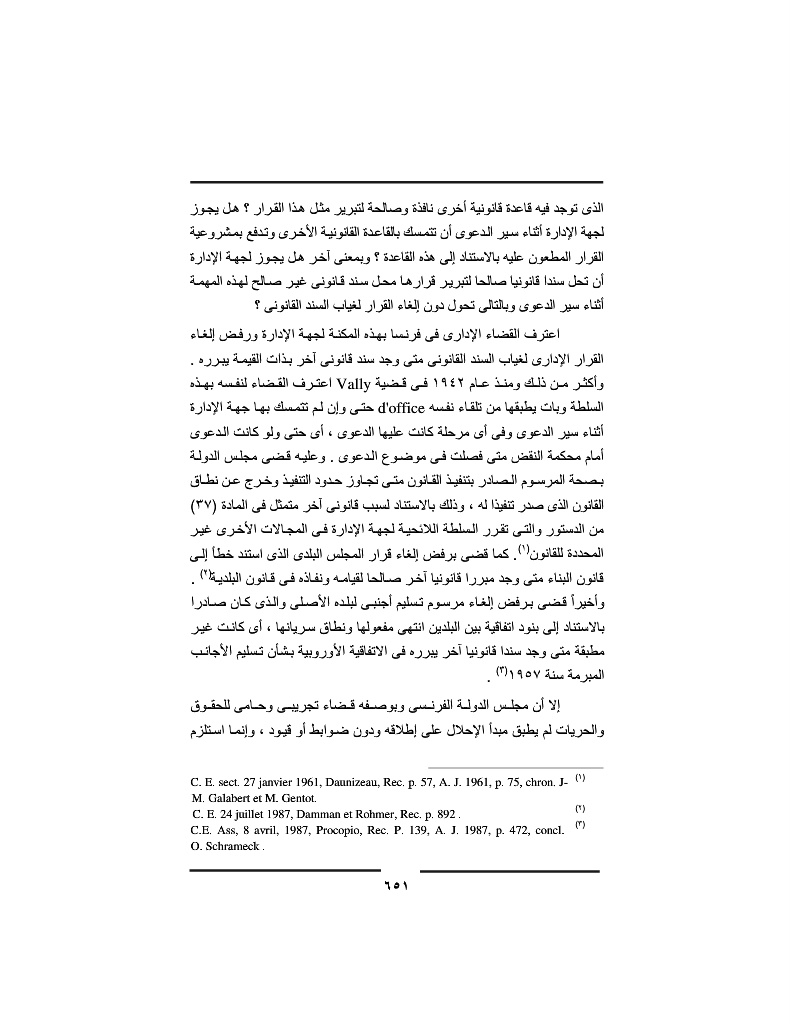 الذى توجد فيه قاعدة قانونية أخرى نافذة وصالحة لتبرير مثل هذا القرار ؟ هل يجوز
لجهة الإدارة أثناء سير الدعوى أن تتمسك بالقاعدة القانونية الأخرى وتدفع بمشروعية
القرار المطعون عليه بالاستناد إلى هذه القاعدة ؟ وبمعنى آخر هل يجوز لجهة الإدارة
أن تحل سندا قانونيا صالحا لتبرير قرارها محل سند قانونى غير صالح لهذه المهمة
أثناء سير الدعوى وبالتالى تحول دون إلغاء القرار لغياب السند القانونى ؟
اعترف القضاء الإدارى فى فرنسا بهذه المكنة لجهة الإدارة ورفض إلغاء
القرار الإدارى لغياب السند القانونى متى وجد سند قانونى آخر بذات القيمة يبرره .
وأكثر من ذلك ومنذ عام ١٩٤٢ فى قضية Vally اعترف القضاء لنفسه بهذه
السلطة وبات يطبقها من تلقاء نفسه d'office حتى وإن لم تتمسك بها جهة الإدارة
أثناء سير الدعوى وفى أى مرحلة كانت عليها الدعوى ، أى حتى ولو كانت الدعوى
أمام محكمة النقض متى فصلت فى موضوع الدعوى . وعليه قضى مجلس الدولة
بصحة المرسوم الصادر بتنفيذ القانون متى تجاوز حدود التنفيذ وخرج عن نطاق
القانون الذى صدر تنفيذا له ، وذلك بالاستناد لسبب قانونى آخر متمثل فى المادة (٣٧)
من الدستور والتى تقرر السلطة اللائحية لجهة الإدارة فى المجالات الأخرى غير
المحددة للقانون(١). كما قضى برفض إلغاء قرار المجلس البلدى الذى استند خطأ إلى
قانون البناء متى وجد مبررا قانونيا آخر صالحا لقيامه ونفاذه فى قانون البلدية(٢) .
وأخيراً قضى برفض إلغاء مرسوم تسليم أجنبى لبلده الأصلى والذى كان صادرا
بالاستناد إلى بنود اتفاقية بين البلدين انتهى مفعولها ونطاق سريانها ، أى كانت غير
مطبقة متى وجد سندا قانونيا آخر يبرره فى الاتفاقية الأوروبية بشأن تسليم الأجانب
المبرمة سنة ١٩٥٧(٣) .
إلا أن مجلس الدولة الفرنسى وبوصفه قضاء تجريبى وحامى للحقوق
والحريات لم يطبق مبدأ الإحلال على إطلاقه ودون ضوابط أو قيود ، وإنما استلزم
(١) C. E. sect. 27 janvier 1961, Daunizeau, Rec. p. 57, A. J. 1961, p. 75, chron. J-
M. Galabert et M. Gentot.
(٢) C. E. 24 juillet 1987, Damman et Rohmer, Rec. p. 892 .
(٣) C.E. Ass, 8 avril, 1987, Procopio, Rec. P. 139, A. J. 1987, p. 472, concl.
O. Schrameck .
٦٥١